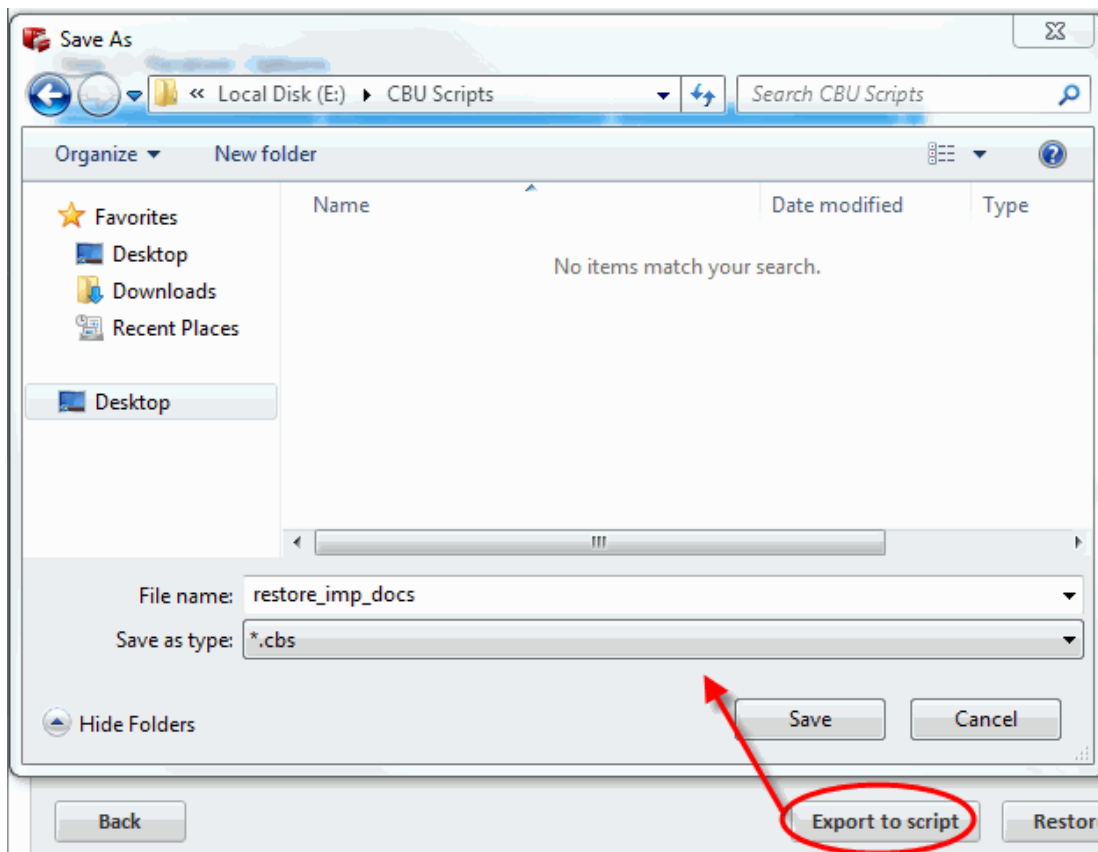 Save As
« Local Disk (E:) CBU Scripts
Search CBU Scripts
Organize
New folder
Favorites
Desktop
Downloads
Recent Places
Desktop
Name
Date modified
Type
No items match your search.
File name: restore_imp_docs
Save as type: *.cbs
Hide Folders
Save
Cancel
Back
Export to script
Restor